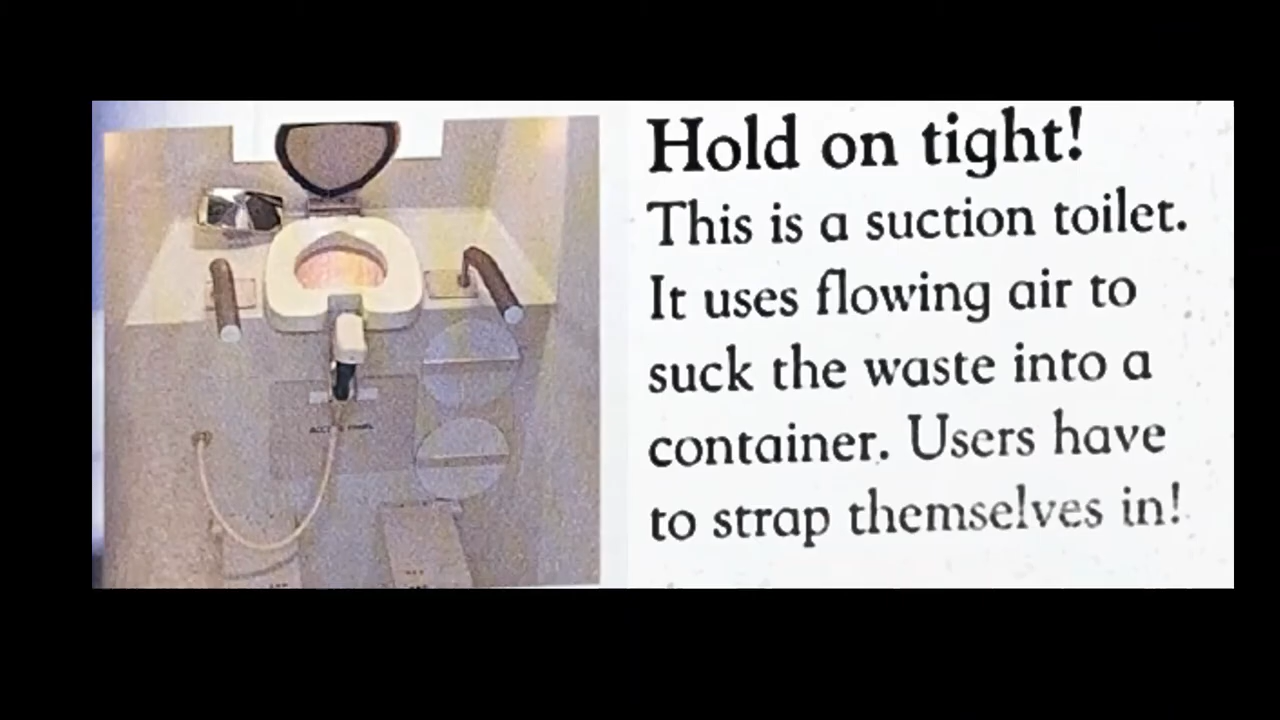 Hold on tight!
This is a suction toilet.
It uses flowing air to
suck the waste into a
container. Users have
to strap themselves in!